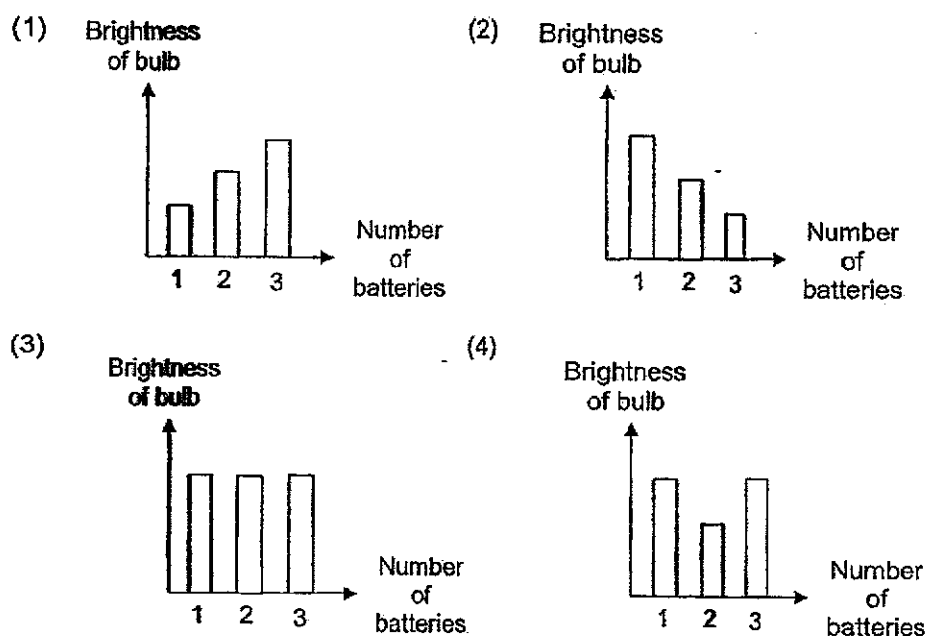 (1)
Brightness
of bulb
1 2 3
Number
of
batteries
(2)
Brightness
of bulb
1 2 3
Number
of
batteries
(3)
Brightness
of bulb
1 2 3
Number
of
batteries
(4)
Brightness
of bulb
1 2 3
Number
of
batteries